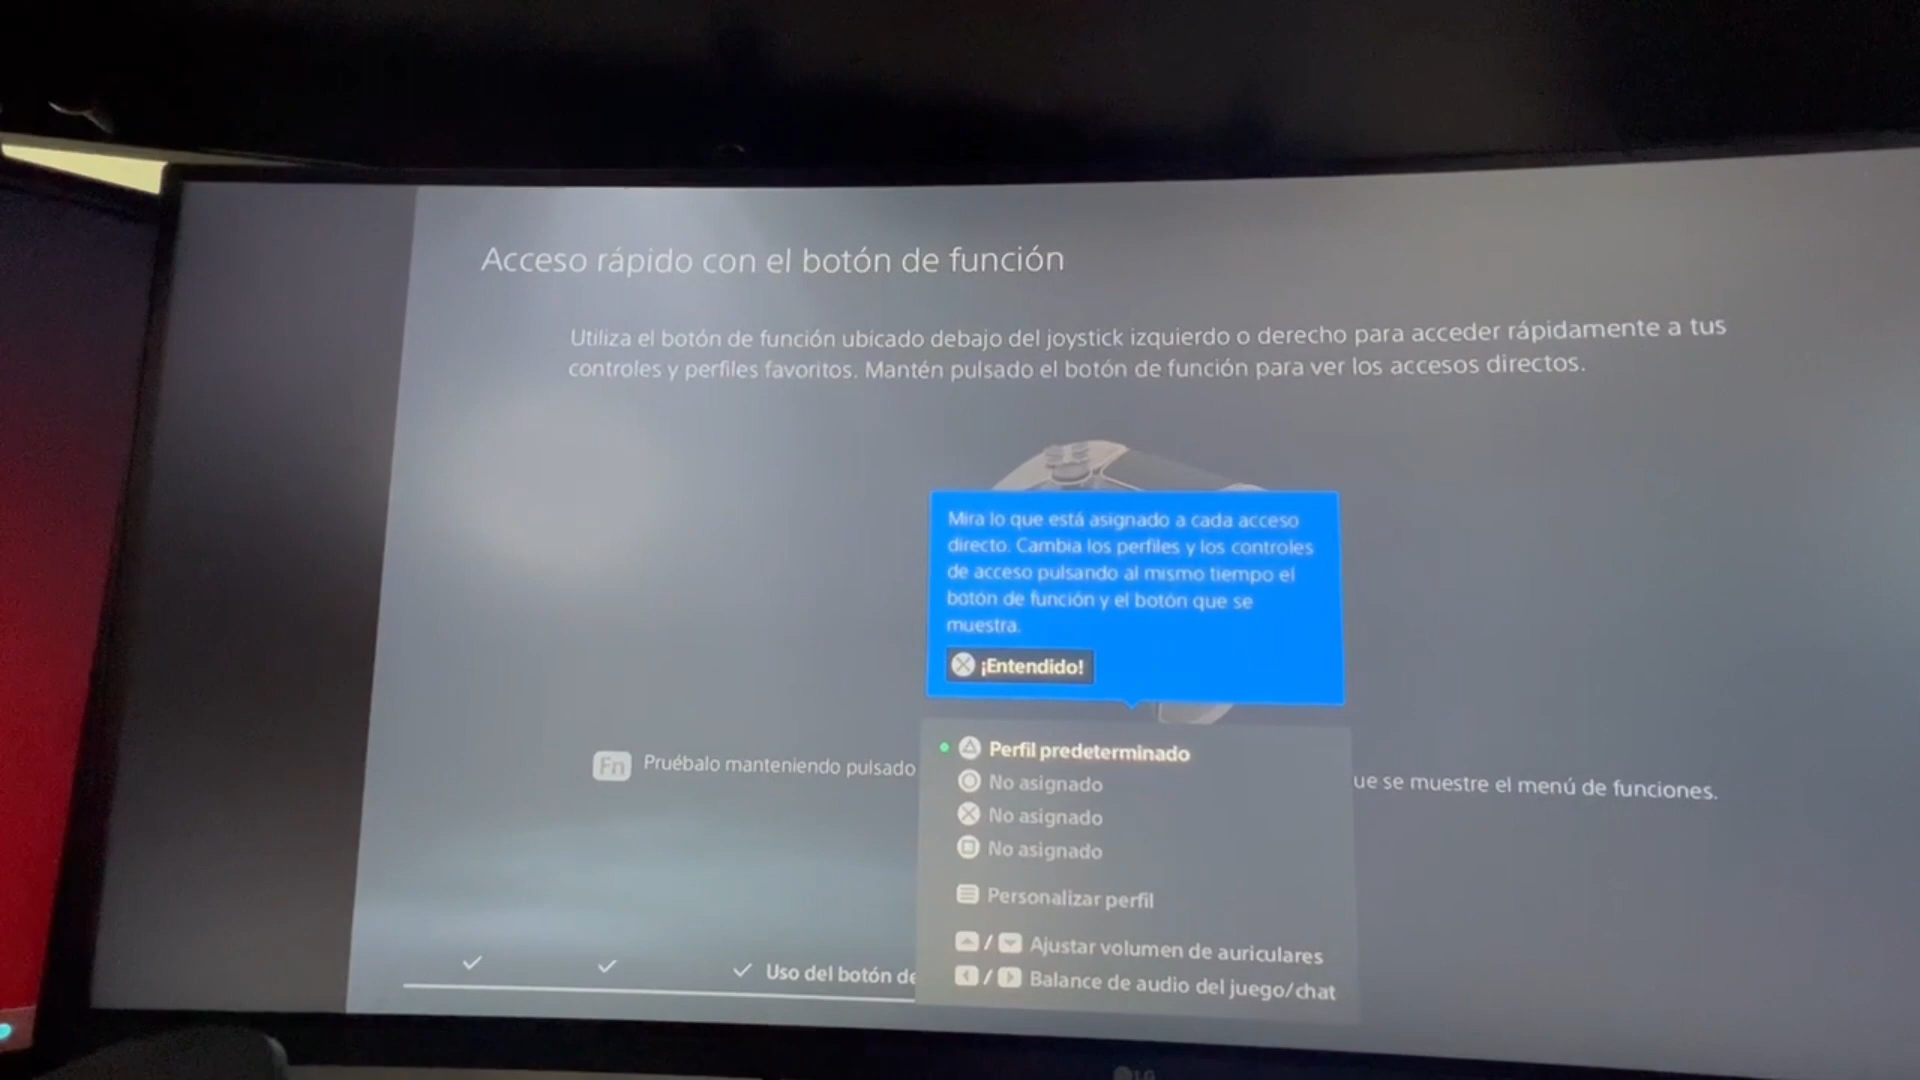 Acceso rápido con el botón de función
Utiliza el botón de función ubicado debajo del joystick izquierdo o derecho para acceder rápidamente a tus
controles y perfiles favoritos. Mantén pulsado el botón de función para ver los accesos directos.
Mira lo que está asignado a cada acceso
directo. Cambia los perfiles y los controles
de acceso pulsando al mismo tiempo el
botón de función y el botón que se
muestra.
¡Entendido!
Fn Pruébalo manteniendo pulsado
ue se muestre el menú de funciones.
Perfil predeterminado
No asignado
No asignado
No asignado
Personalizar perfil
/ Ajustar volumen de auriculares
/ Balance de audio del juego/chat
Uso del botón de
LG